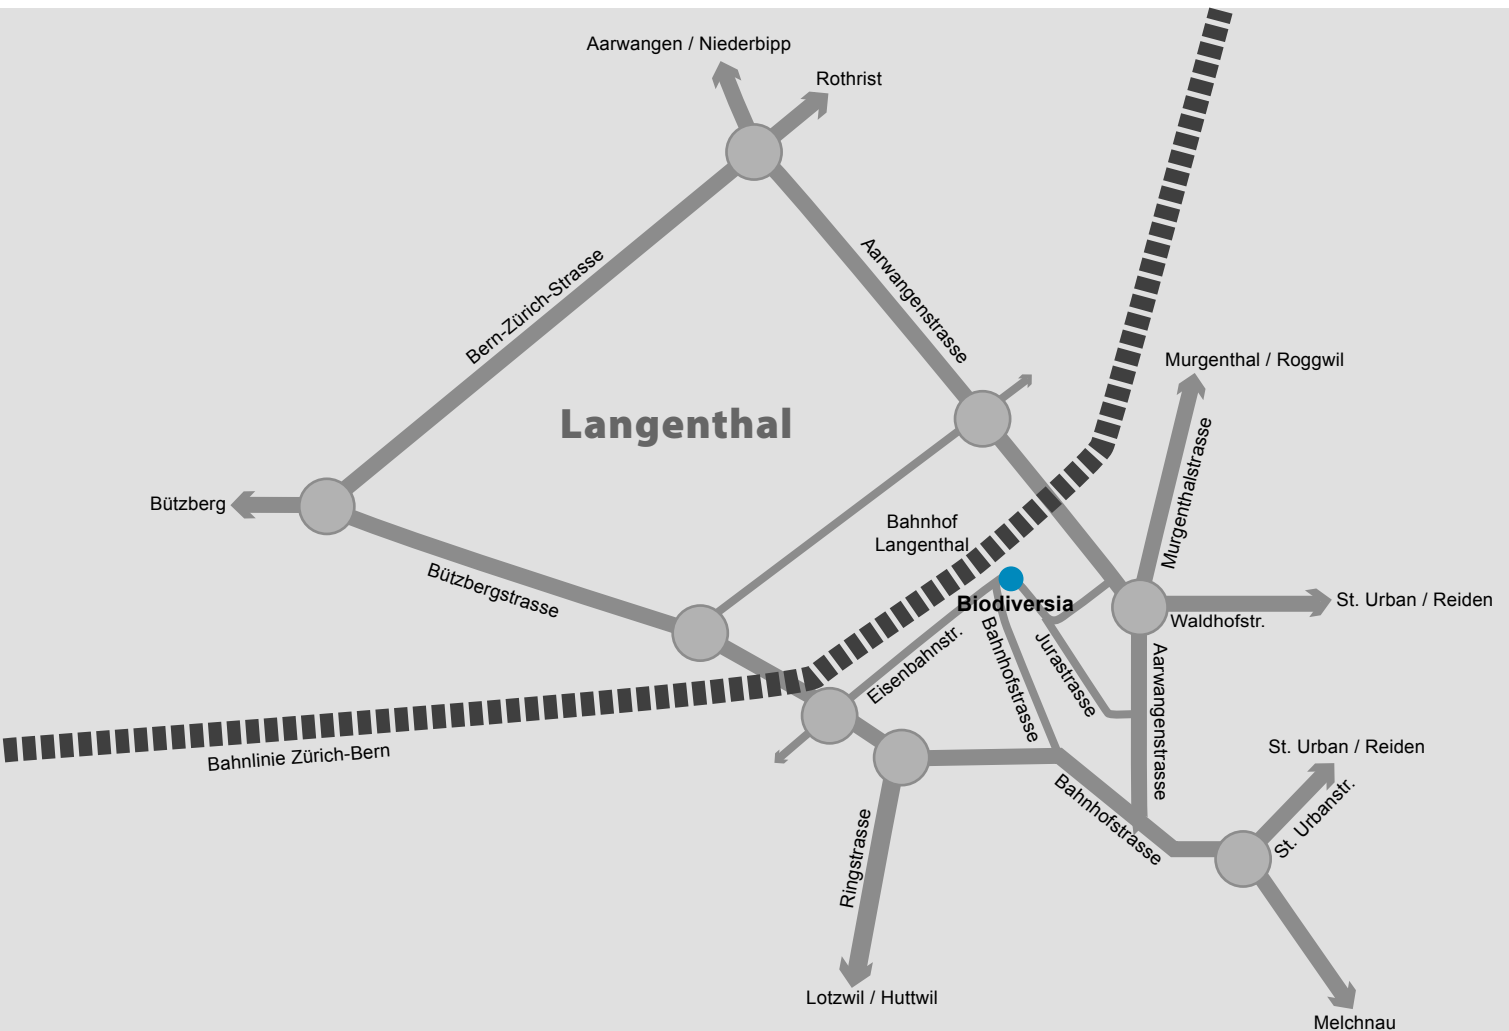 Aarwangen / Niederbipp
Rothrist
Bern-Zürich-Strasse
Aarwangenstrasse
Murgenthal / Roggwil
Langenthal
Murgenthalstrasse
Bützberg
Bahnhof
Langenthal
Bützbergstrasse
Biodiversia
St. Urban / Reiden
Waldhofstr.
Eisenbahnstr.
Bahnhofstrasse
Jurastrasse
Aarwangenstrasse
Bahnlinie Zürich-Bern
St. Urban / Reiden
St. Urbanstr.
Bahnhofstrasse
Ringstrasse
Lotzwil / Huttwil
Melchnau